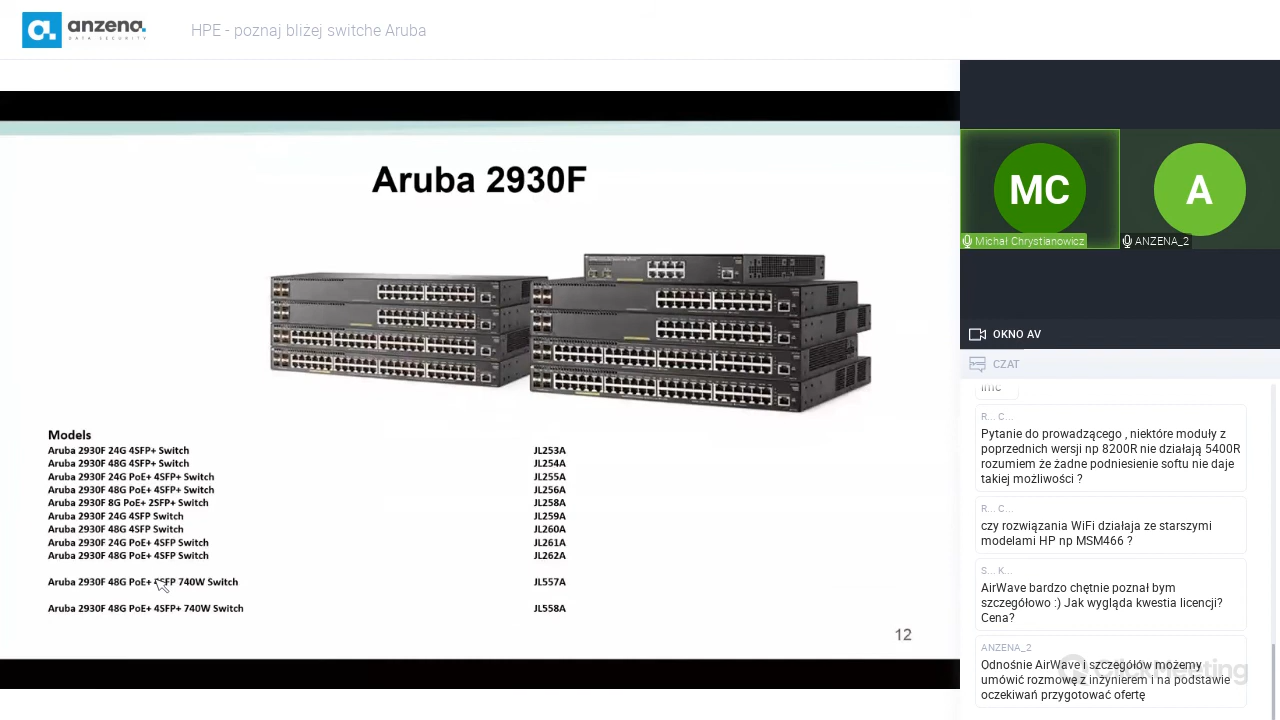 anzena.
DATA SECURITY
HPE - poznaj bliżej switche Aruba
Aruba 2930F
Models
Aruba 2930F 24G 4SFP+ Switch JL253A
Aruba 2930F 48G 4SFP+ Switch JL254A
Aruba 2930F 24G PoE+ 4SFP+ Switch JL255A
Aruba 2930F 48G PoE+ 4SFP+ Switch JL256A
Aruba 2930F 8G PoE+ 2SFP+ Switch JL258A
Aruba 2930F 24G 4SFP Switch JL259A
Aruba 2930F 48G 4SFP Switch JL260A
Aruba 2930F 24G PoE+ 4SFP Switch JL261A
Aruba 2930F 48G PoE+ 4SFP Switch JL262A
Aruba 2930F 48G PoE+ 4SFP 740W Switch JL557A
Aruba 2930F 48G PoE+ 4SFP+ 740W Switch JL558A
12
MC
A
Michał Chrystianowicz
ANZENA_2
OKNO AV
CZAT
imc
R... C...
Pytanie do prowadzącego , niektóre moduły z
poprzednich wersji np 8200R nie działają 5400R
rozumiem że żadne podniesienie softu nie daje
takiej możliwości ?
R... C...
czy rozwiązania WiFi działaja ze starszymi
modelami HP np MSM466 ?
S... K...
AirWave bardzo chętnie poznał bym
szczegółowo :) Jak wygląda kwestia licencji?
Cena?
ANZENA_2
Odnośnie AirWave i szczegółów możemy
umówić rozmowę z inżynierem i na podstawie
oczekiwań przygotować ofertę
ClickMeeting